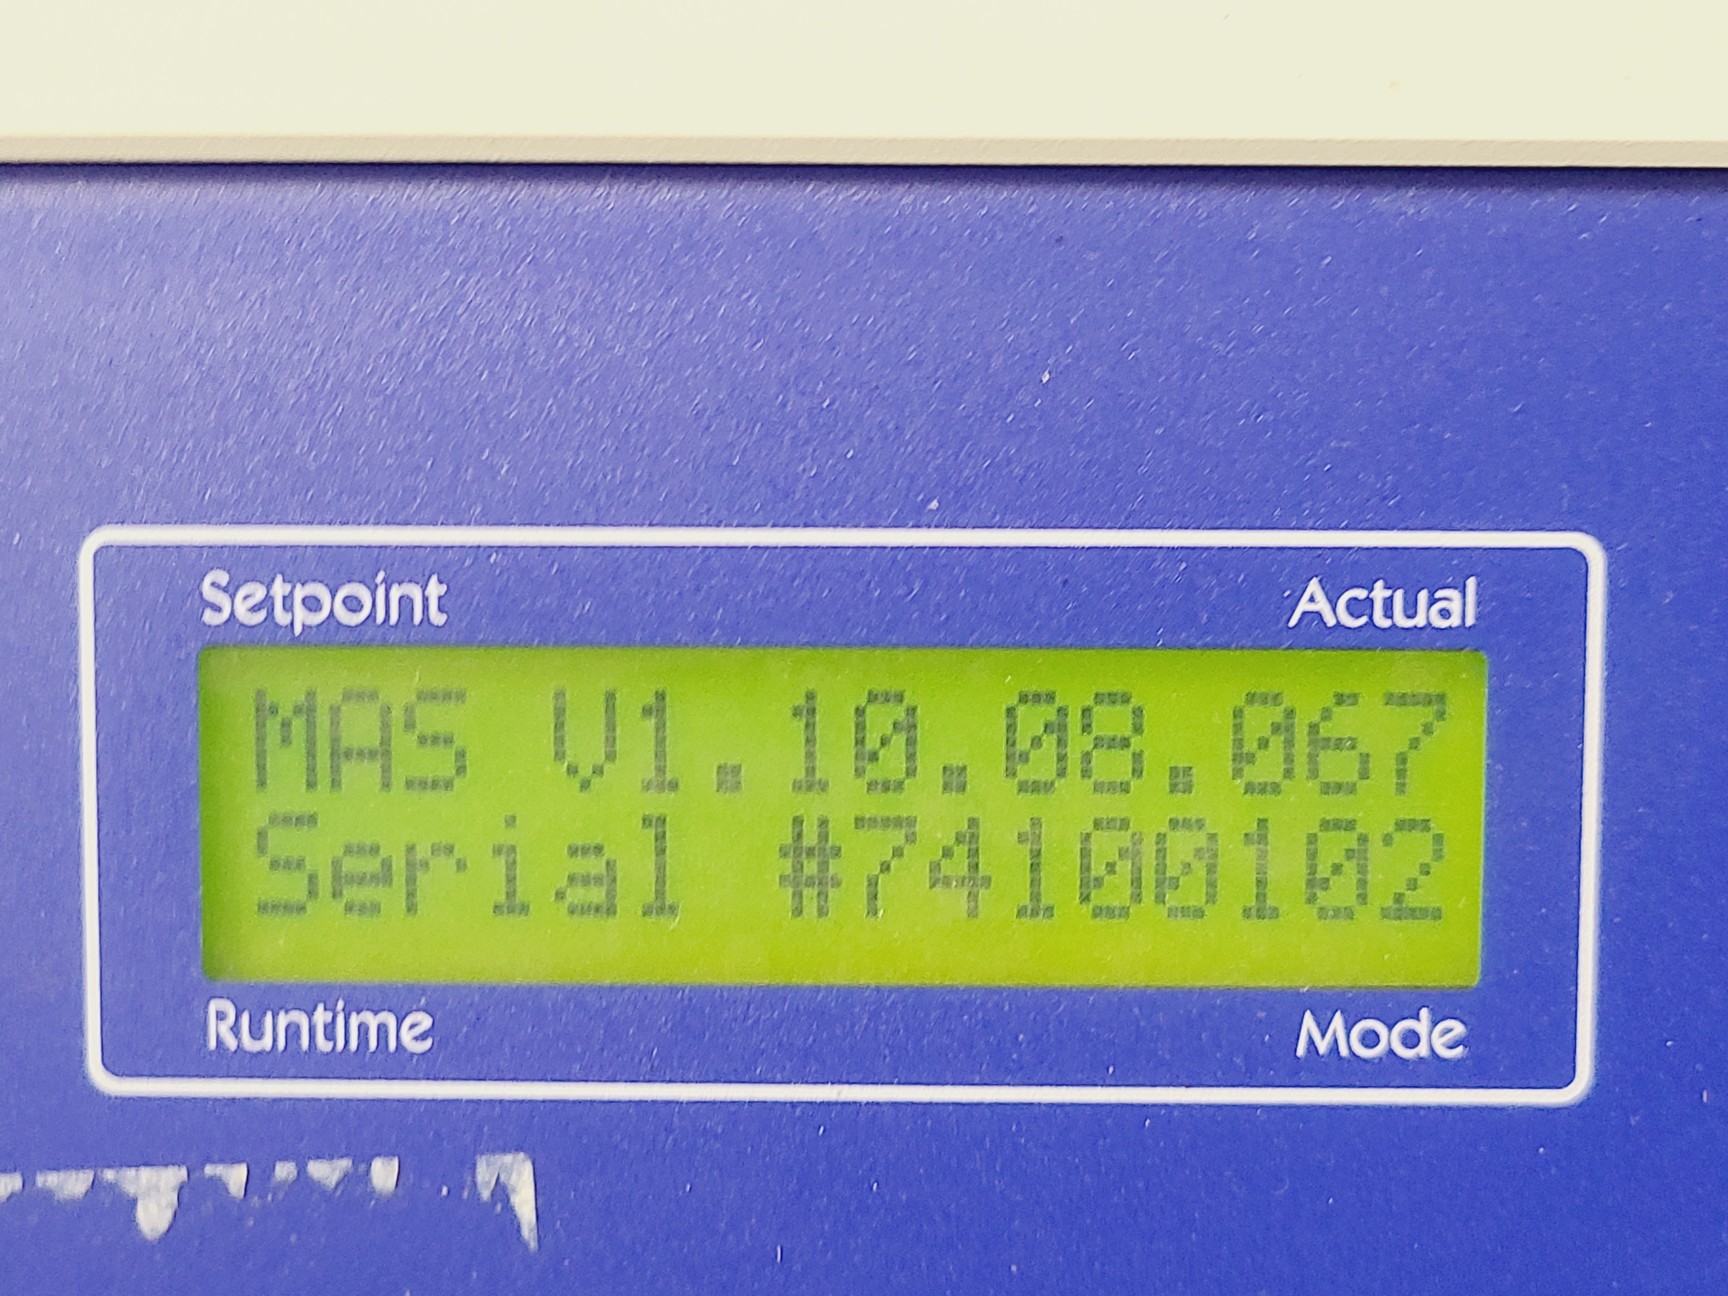 Setpoint Actual
MAS V1.10.08.067
Serial #74100102
Runtime Mode